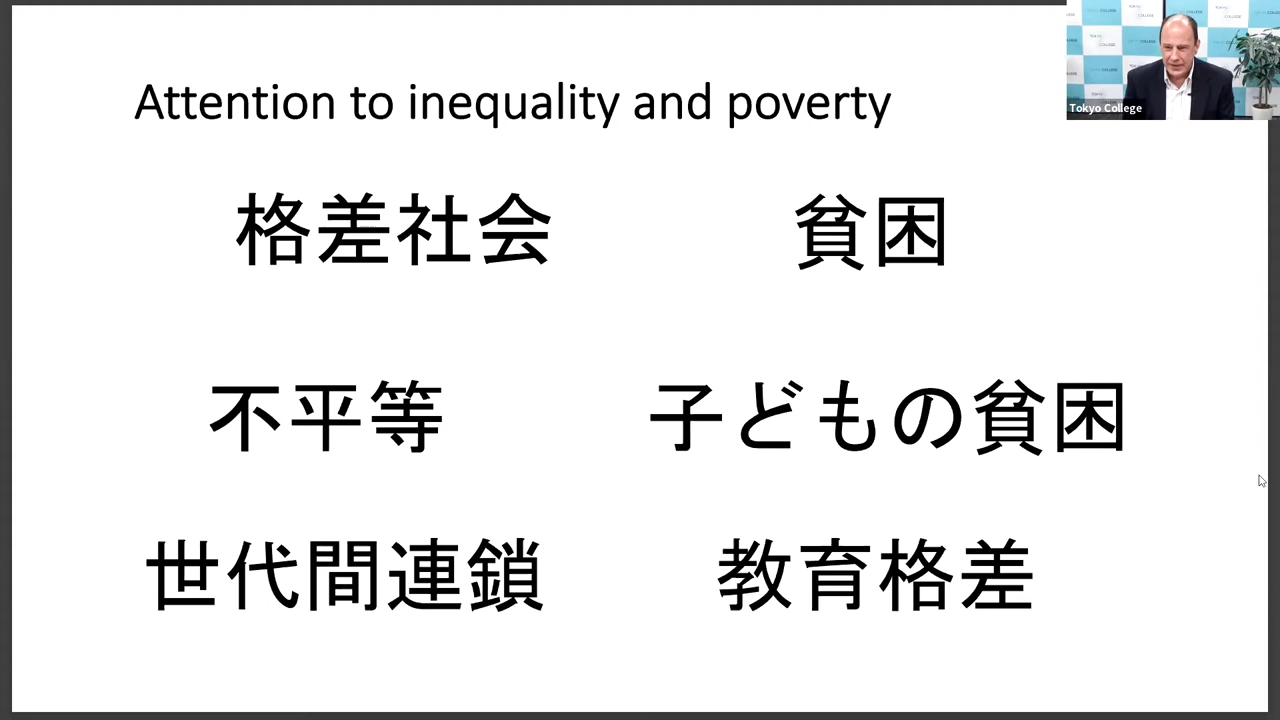 Attention to inequality and poverty
格差社会 貧困
不平等 子どもの貧困
世代間連鎖 教育格差
Tokyo College